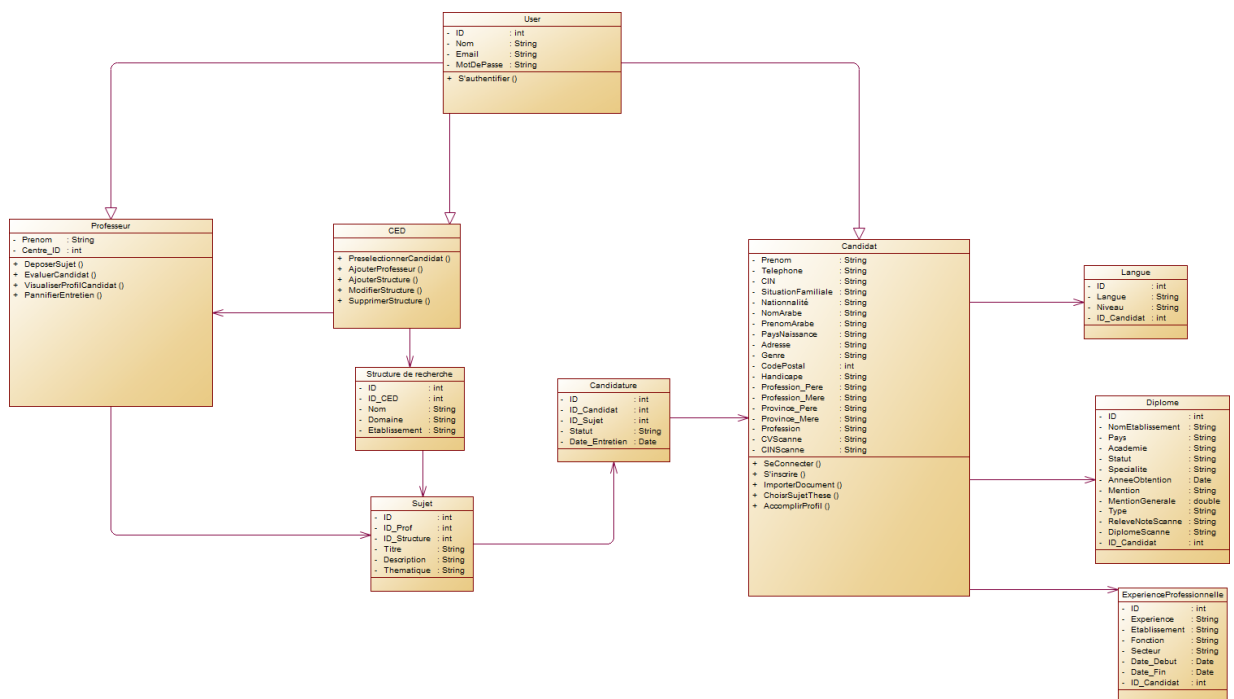 User
- ID : int
- Nom : String
- Email : String
- MotDePasse : String
+ S'authentifier ()
Professeur
- Prenom : String
- Centre_ID : int
+ DeposerSujet ()
+ EvaluerCandidat ()
+ VisualiserProfilCandidat ()
+ PannifierEntretien ()
CED
+ PreselectionnerCandidat ()
+ AjouterProfesseur ()
+ AjouterStructure ()
+ ModifierStructure ()
+ SupprimerStructure ()
Structure de recherche
- ID : int
- ID_CED : int
- Nom : String
- Domaine : String
- Etablissement : String
Sujet
- ID : int
- ID_Prof : int
- ID_Structure : int
- Titre : String
- Description : String
- Thematique : String
Candidature
- ID : int
- ID_Candidat : int
- ID_Sujet : int
- Statut : String
- Date_Entretien : Date
Candidat
- Prenom : String
- Telephone : String
- CIN : String
- SituationFamiliale : String
- Nationnalité : String
- NomArabe : String
- PrenomArabe : String
- PaysNaissance : String
- Adresse : String
- Genre : String
- CodePostal : int
- Handicape : String
- Profession_Pere : String
- Profession_Mere : String
- Province_Pere : String
- Province_Mere : String
- Profession : String
- CVScanne : String
- CINScanne : String
+ SeConnecter ()
+ S'inscrire ()
+ ImporterDocument ()
+ ChoisrSujetThese ()
+ AccomplirProfil ()
Langue
- ID : int
- Langue : String
- Niveau : String
- ID_Candidat : int
Diplome
- ID : int
- NomEtablissement : String
- Pays : String
- Academie : String
- Statut : String
- Specialite : String
- AnneeObtention : Date
- Mention : String
- MentionGenerale : double
- Type : String
- ReleveNoteScanne : String
- DiplomeScanne : String
- ID_Candidat : int
ExperienceProfessionnelle
- ID : int
- Experience : String
- Etablissement : String
- Fonction : String
- Secteur : String
- Date_Debut : Date
- Date_Fin : Date
- ID_Candidat : int